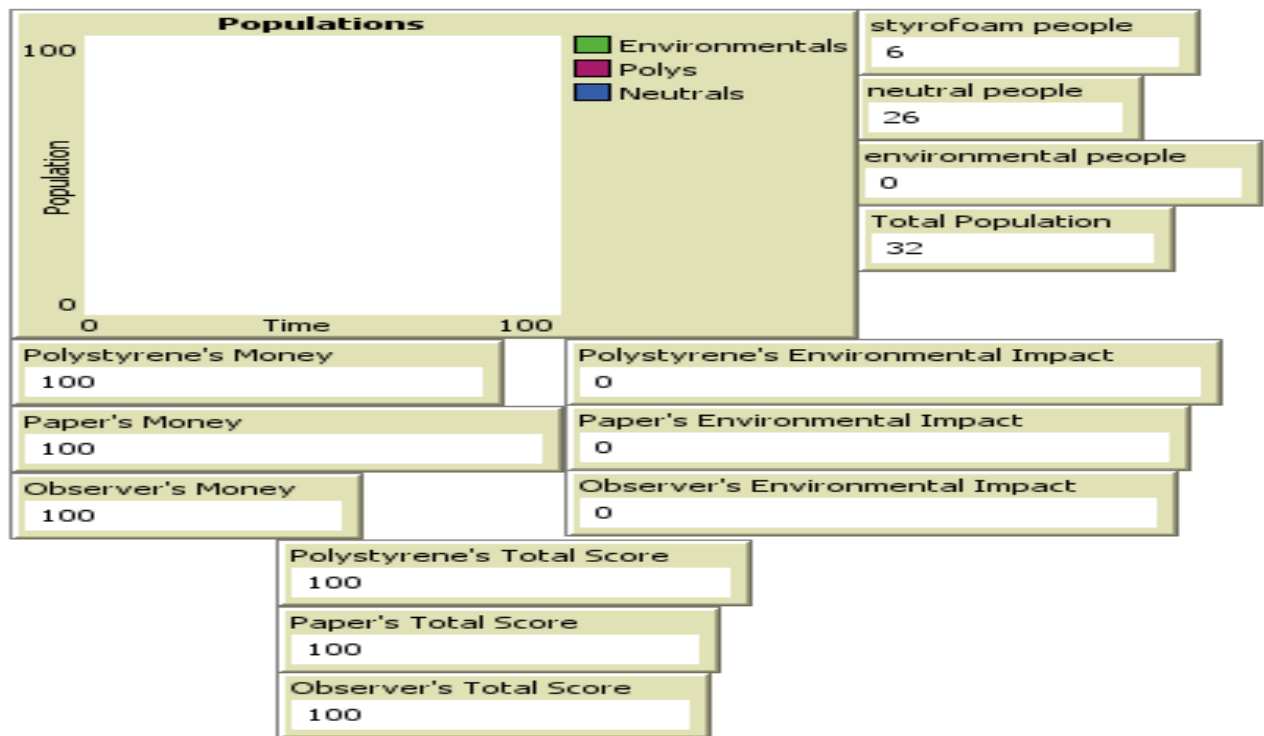 Populations
100
Population
0
0 Time 100
Environmentals
Polys
Neutrals
styrofoam people
6
neutral people
26
environmental people
0
Total Population
32
Polystyrene's Money
100
Paper's Money
100
Observer's Money
100
Polystyrene's Environmental Impact
0
Paper's Environmental Impact
0
Observer's Environmental Impact
0
Polystyrene's Total Score
100
Paper's Total Score
100
Observer's Total Score
100